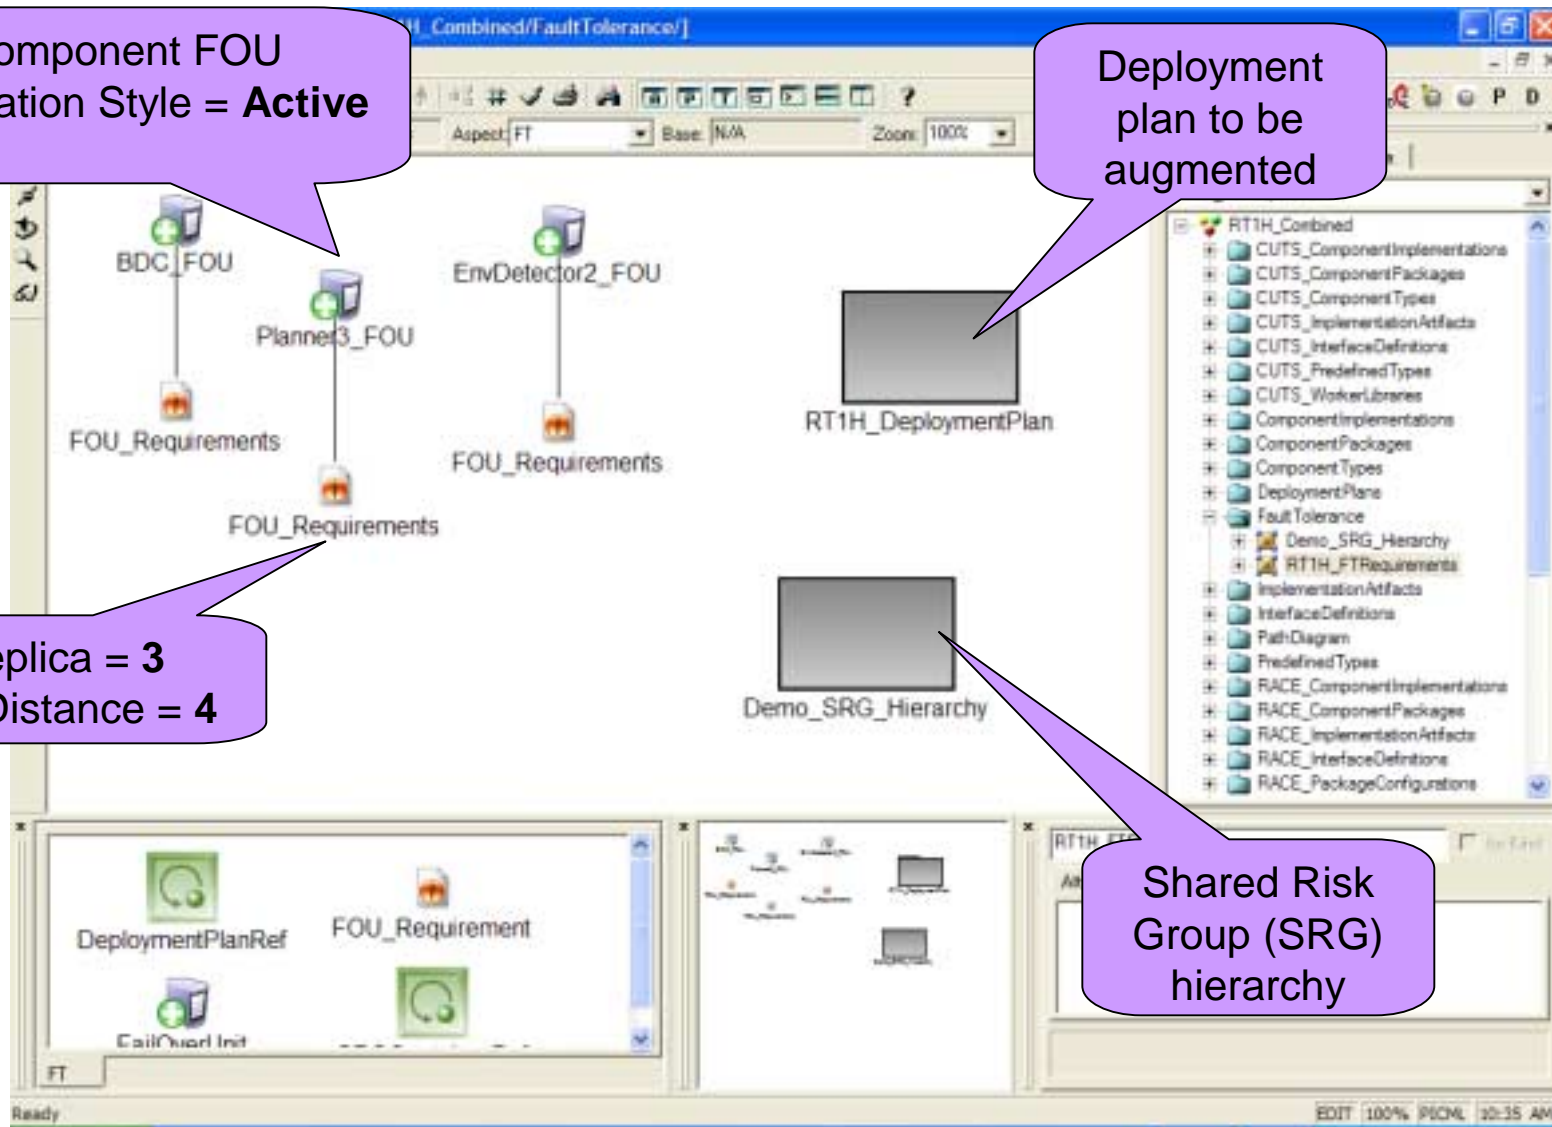 omponent FOU
ation Style = Active
_Combined/FaultTolerance/]
Deployment
plan to be
augmented
P D
Aspect: FT
Base: N/A
Zoom: 100%
BDC_FOU
Planner3_FOU
EnvDetector2_FOU
FOU_Requirements
FOU_Requirements
FOU_Requirements
RT1H_DeploymentPlan
Demo_SRG_Hierarchy
eplica = 3
Distance = 4
RT1H_Combined
CUTS_ComponentImplementations
CUTS_ComponentPackages
CUTS_ComponentTypes
CUTS_ImplementationArtifacts
CUTS_InterfaceDefinitions
CUTS_PredefinedTypes
CUTS_WorkerLibraries
ComponentImplementations
ComponentPackages
ComponentTypes
DeploymentPlans
FaultTolerance
Demo_SRG_Hierarchy
RT1H_FTRequirements
ImplementationArtifacts
InterfaceDefinitions
PathDiagram
PredefinedTypes
RACE_ComponentImplementations
RACE_ComponentPackages
RACE_ImplementationArtifacts
RACE_InterfaceDefinitions
RACE_PackageConfigurations
DeploymentPlanRef
FOU_Requirement
FailOverUnit
FT
Shared Risk
Group (SRG)
hierarchy
Ready
EDIT 100% PICML 10:35 AM